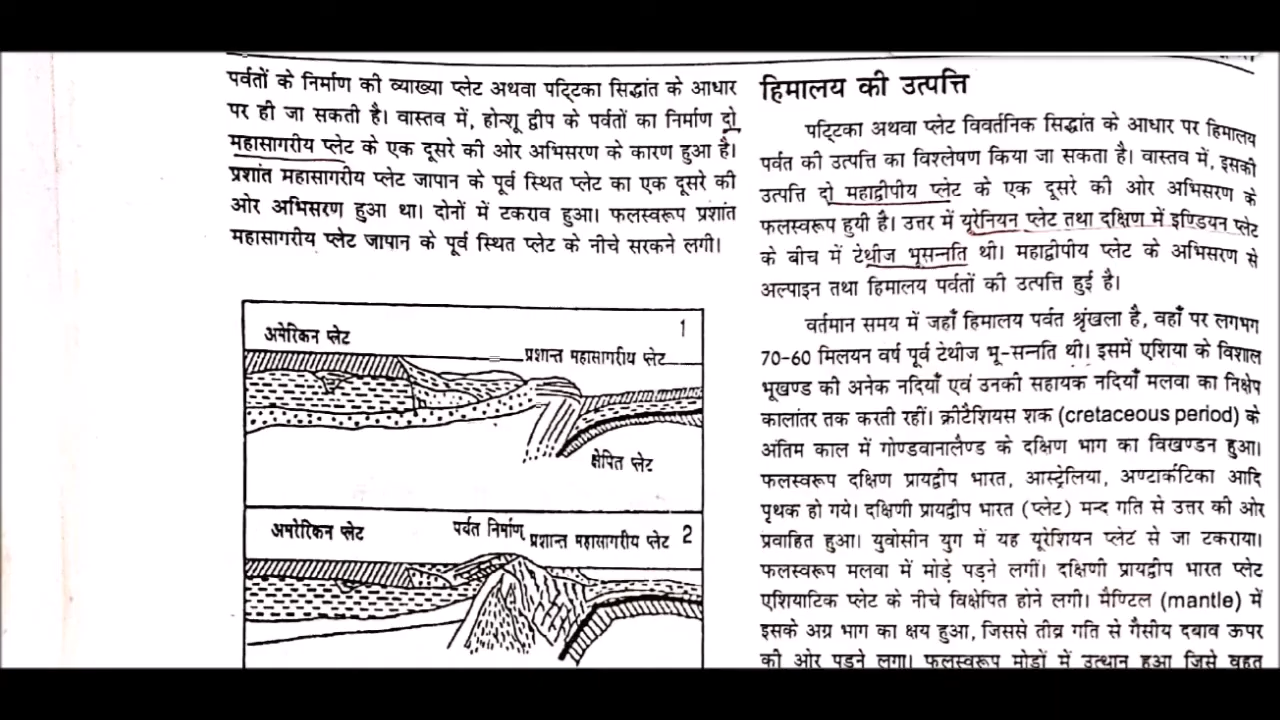 पर्वतों के निर्माण की व्याख्या प्लेट अथवा पट्टिका सिद्धांत के आधार
पर ही जा सकती है। वास्तव में, होन्शू द्वीप के पर्वतों का निर्माण दो
महासागरीय प्लेट के एक दूसरे की ओर अभिसरण के कारण हुआ है।
प्रशांत महासागरीय प्लेट जापान के पूर्व स्थित प्लेट का एक दूसरे की
ओर अभिसरण हुआ था। दोनों में टकराव हुआ। फलस्वरूप प्रशांत
महासागरीय प्लेट जापान के पूर्व स्थित प्लेट के नीचे सरकने लगी।
अमेरिकन प्लेट
1
प्रशान्त महासागरीय प्लेट
क्षेपित प्लेट
अमरेरिकन प्लेट
पर्वत निर्माण
प्रशान्त महासागरीय प्लेट 2
हिमालय की उत्पत्ति
पट्टिका अथवा प्लेट विवर्तनिक सिद्धांत के आधार पर हिमालय
पर्वत की उत्पत्ति का विश्लेषण किया जा सकता है। वास्तव में, इसकी
उत्पत्ति दो महाद्वीपीय प्लेट के एक दूसरे की ओर अभिसरण के
फलस्वरूप हुयी है। उत्तर में यूरेनियन प्लेट तथा दक्षिण में इण्डियन प्लेट
के बीच में टेथीज भूसन्नति थी। महाद्वीपीय प्लेट के अभिसरण से
अल्पाइन तथा हिमालय पर्वतों की उत्पत्ति हुई है।
वर्तमान समय में जहाँ हिमालय पर्वत श्रृंखला है, वहाँ पर लगभग
70-60 मिलयन वर्ष पूर्व टेथीज भू-सन्नति थी। इसमें एशिया के विशाल
भूखण्ड की अनेक नदियाँ एवं उनकी सहायक नदियाँ मलवा का निक्षेप
कालांतर तक करती रहीं। क्रीटैशियस शक (cretaceous period) के
अंतिम काल में गोण्डवानालैण्ड के दक्षिण भाग का विखण्डन हुआ।
फलस्वरूप दक्षिण प्रायद्वीप भारत, आस्ट्रेलिया, अण्टार्कटिका आदि
पृथक हो गये। दक्षिणी प्रायद्वीप भारत (प्लेट) मन्द गति से उत्तर की ओर
प्रवाहित हुआ। युवोसीन युग में यह यूरेशियन प्लेट से जा टकराया।
फलस्वरूप मलवा में मोड़े पड़ने लगीं। दक्षिणी प्रायद्वीप भारत प्लेट
एशियाटिक प्लेट के नीचे विक्षेपित होने लगी। मैण्टिल (mantle) में
इसके अग्र भाग का क्षय हुआ, जिससे तीव्र गति से गैसीय दबाव ऊपर
की ओर पड़ने लगा। फलस्वरूप मोड़ों में उत्थान हुआ जिसे वृहत